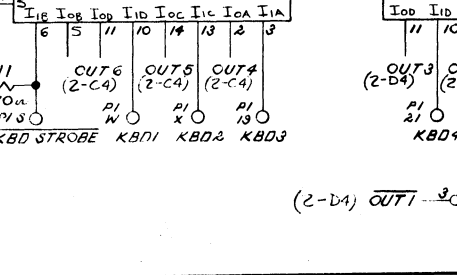 I1B I0B I0D I1D I0C I1C I0A I1A
I0D I1D
6 5 11 10 14 13 2 3
11 10
OUT6 OUT5 OUT4
(2-C4) (2-C4) (2-C4)
OUT3
(2-D4)
P1 P1 P1
W X 19
P1
21
KBD STROBE KBD1 KBD2 KBD3
KBD4
(2-D4) OUT1 3